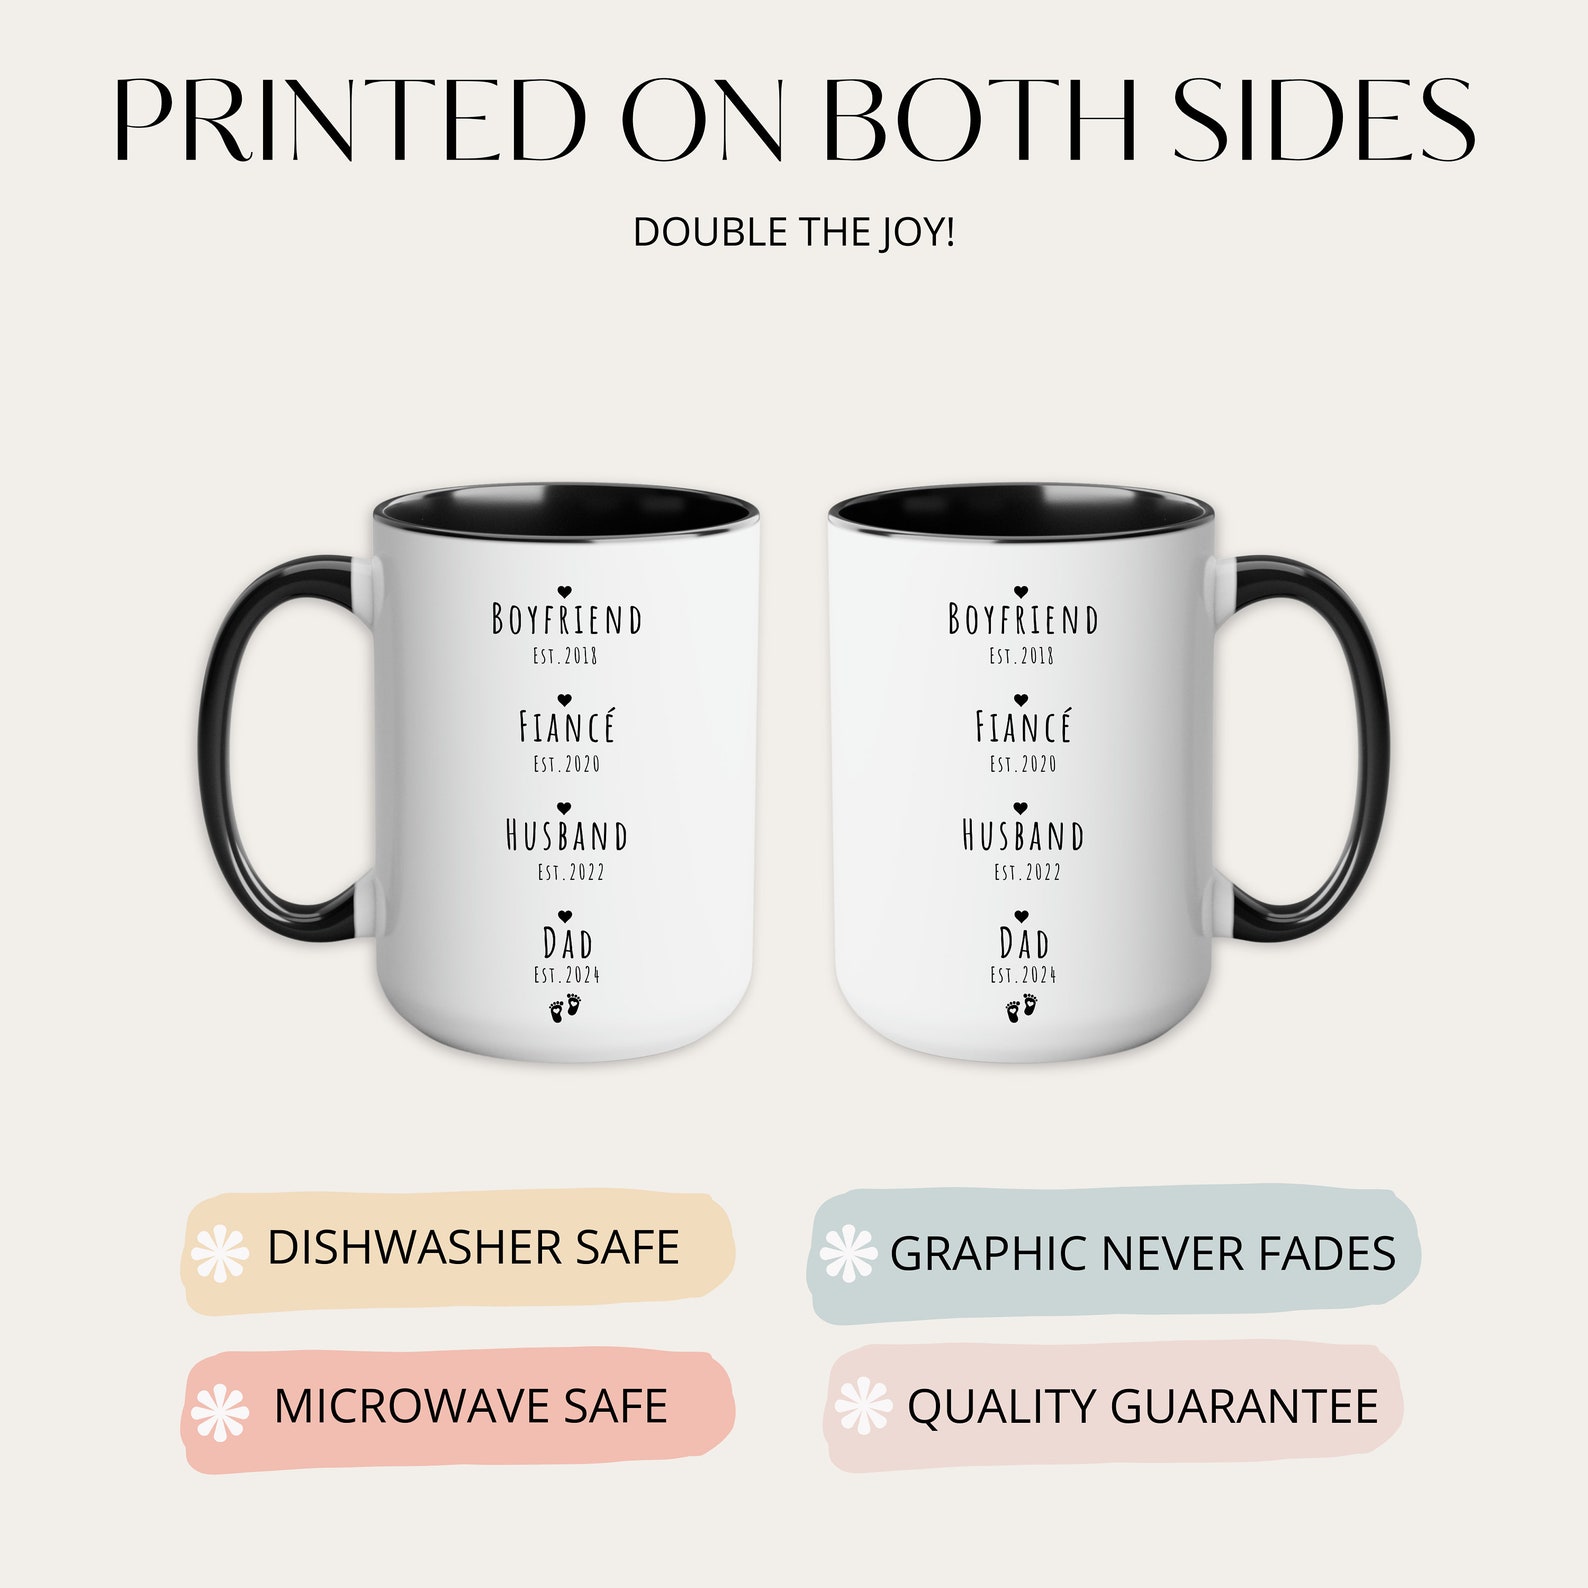 PRINTED ON BOTH SIDES
DOUBLE THE JOY!
BOYFRIEND
EST.2018
FIANCÉ
EST.2020
HUSBAND
EST.2022
DAD
EST.2024
BOYFRIEND
EST.2018
FIANCÉ
EST.2020
HUSBAND
EST.2022
DAD
EST.2024
DISHWASHER SAFE
GRAPHIC NEVER FADES
MICROWAVE SAFE
QUALITY GUARANTEE